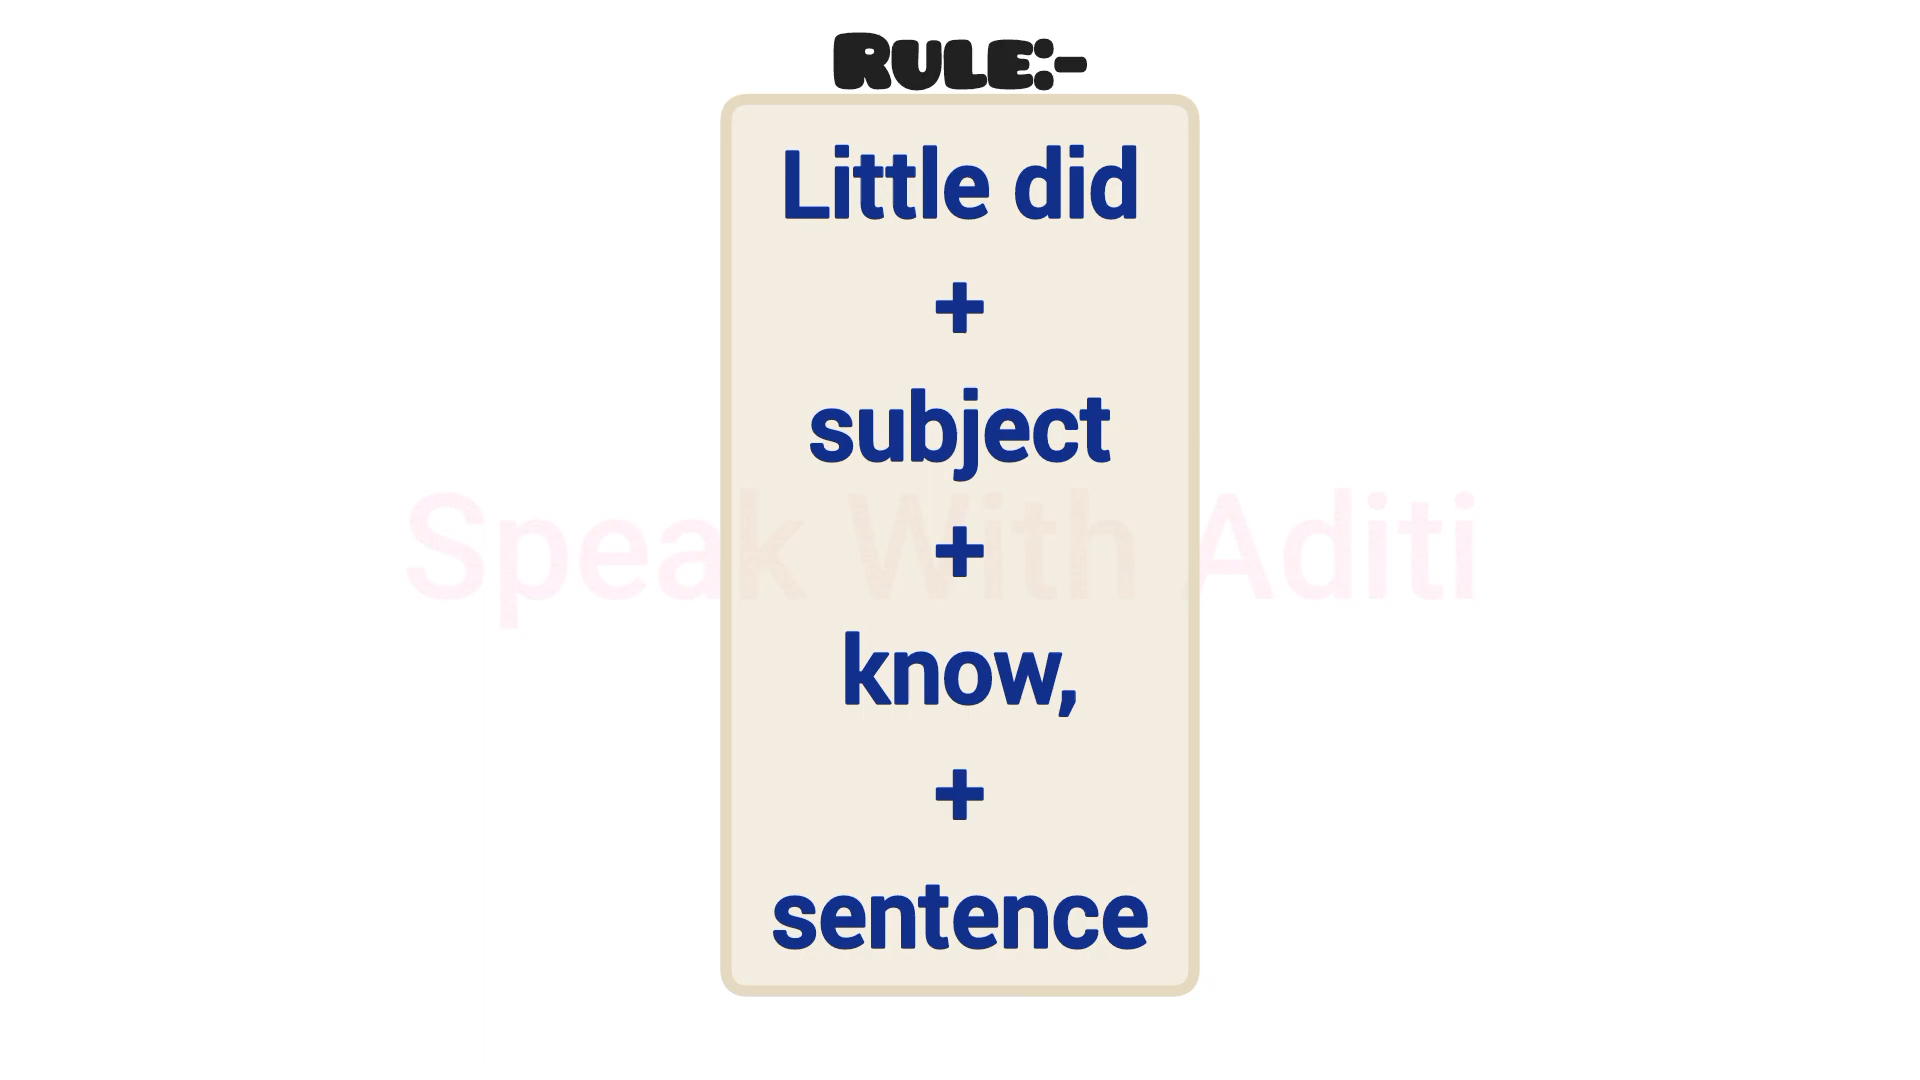 RULE:-
Little did
+
subject
+
Speak With Aditi
know,
+
sentence